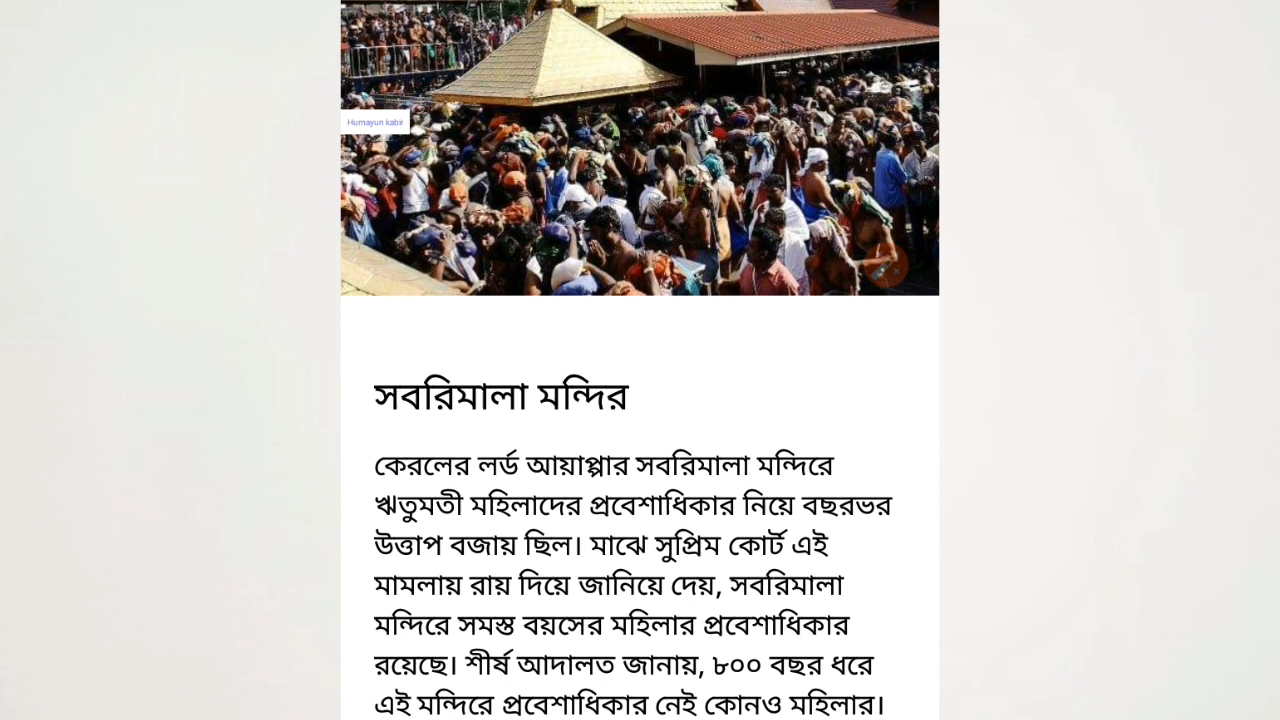 Humayun kabir
সবরিমালা মন্দির
কেরলের লর্ড আয়াপ্পার সবরিমালা মন্দিরে
ঋতুমতী মহিলাদের প্রবেশাধিকার নিয়ে বছরভর
উত্তাপ বজায় ছিল। মাঝে সুপ্রিম কোর্ট এই
মামলায় রায় দিয়ে জানিয়ে দেয়, সবরিমালা
মন্দিরে সমস্ত বয়সের মহিলার প্রবেশাধিকার
রয়েছে। শীর্ষ আদালত জানায়, ৮০০ বছর ধরে
এই মন্দিরে প্রবেশাধিকার নেই কোনও মহিলার।